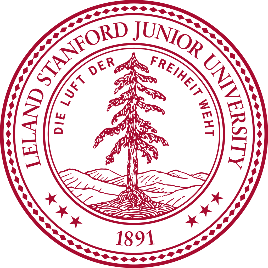 LELAND STANFORD JUNIOR UNIVERSITY
DIE LUFT DER FREIHEIT WEHT
1891